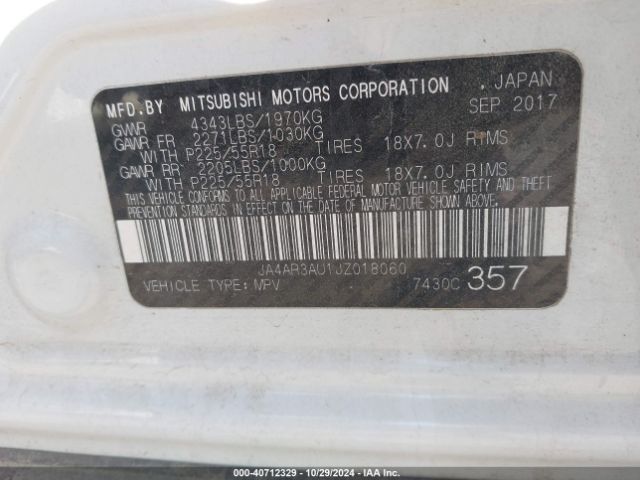 MFD.BY MITSUBISHI MOTORS CORPORATION , JAPAN
GVWR 4343LBS/1970KG SEP 2017
GAWR FR 2271LBS/1030KG
WITH P225/55R18 TIRES 18X7.0J RIMS
GAWR RR 2205LBS/1000KG
WITH P225/55R18 TIRES 18X7.0J RIMS
THIS VEHICLE CONFORMS TO ALL APPLICABLE FEDERAL MOTOR VEHICLE SAFETY AND THEFT
PREVENTION STANDARDS IN EFFECT ON THE DATE OF MANUFACTURE SHOWN ABOVE.
JA4AR3AU1JZ018060
VEHICLE TYPE: MPV 7430C 357
000-40712329 - 10/29/2024 - IAA Auctions